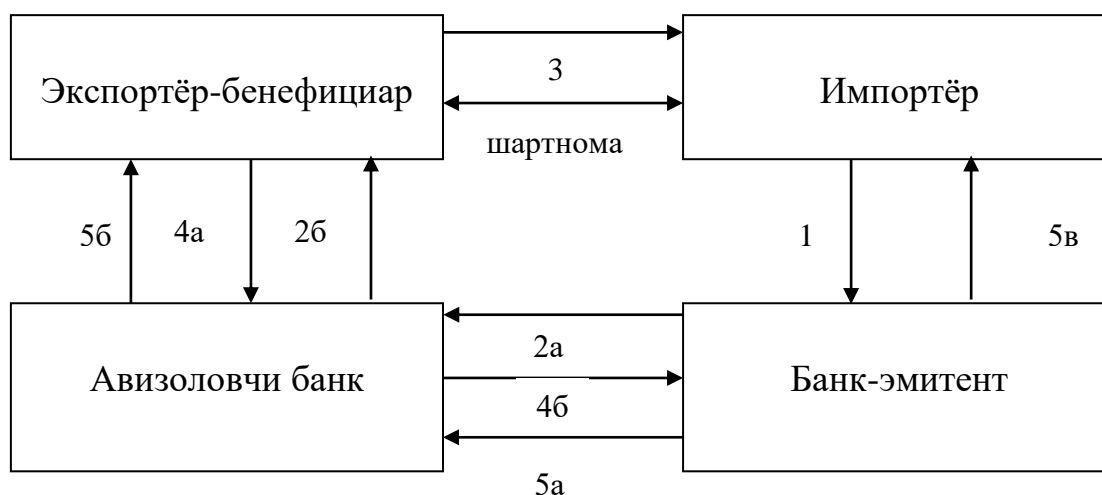 Экспортёр-бенефициар
Импортёр
3
шартнома
5б
4а
2б
1
5в
Авизоловчи банк
Банк-эмитент
2а
4б
5а